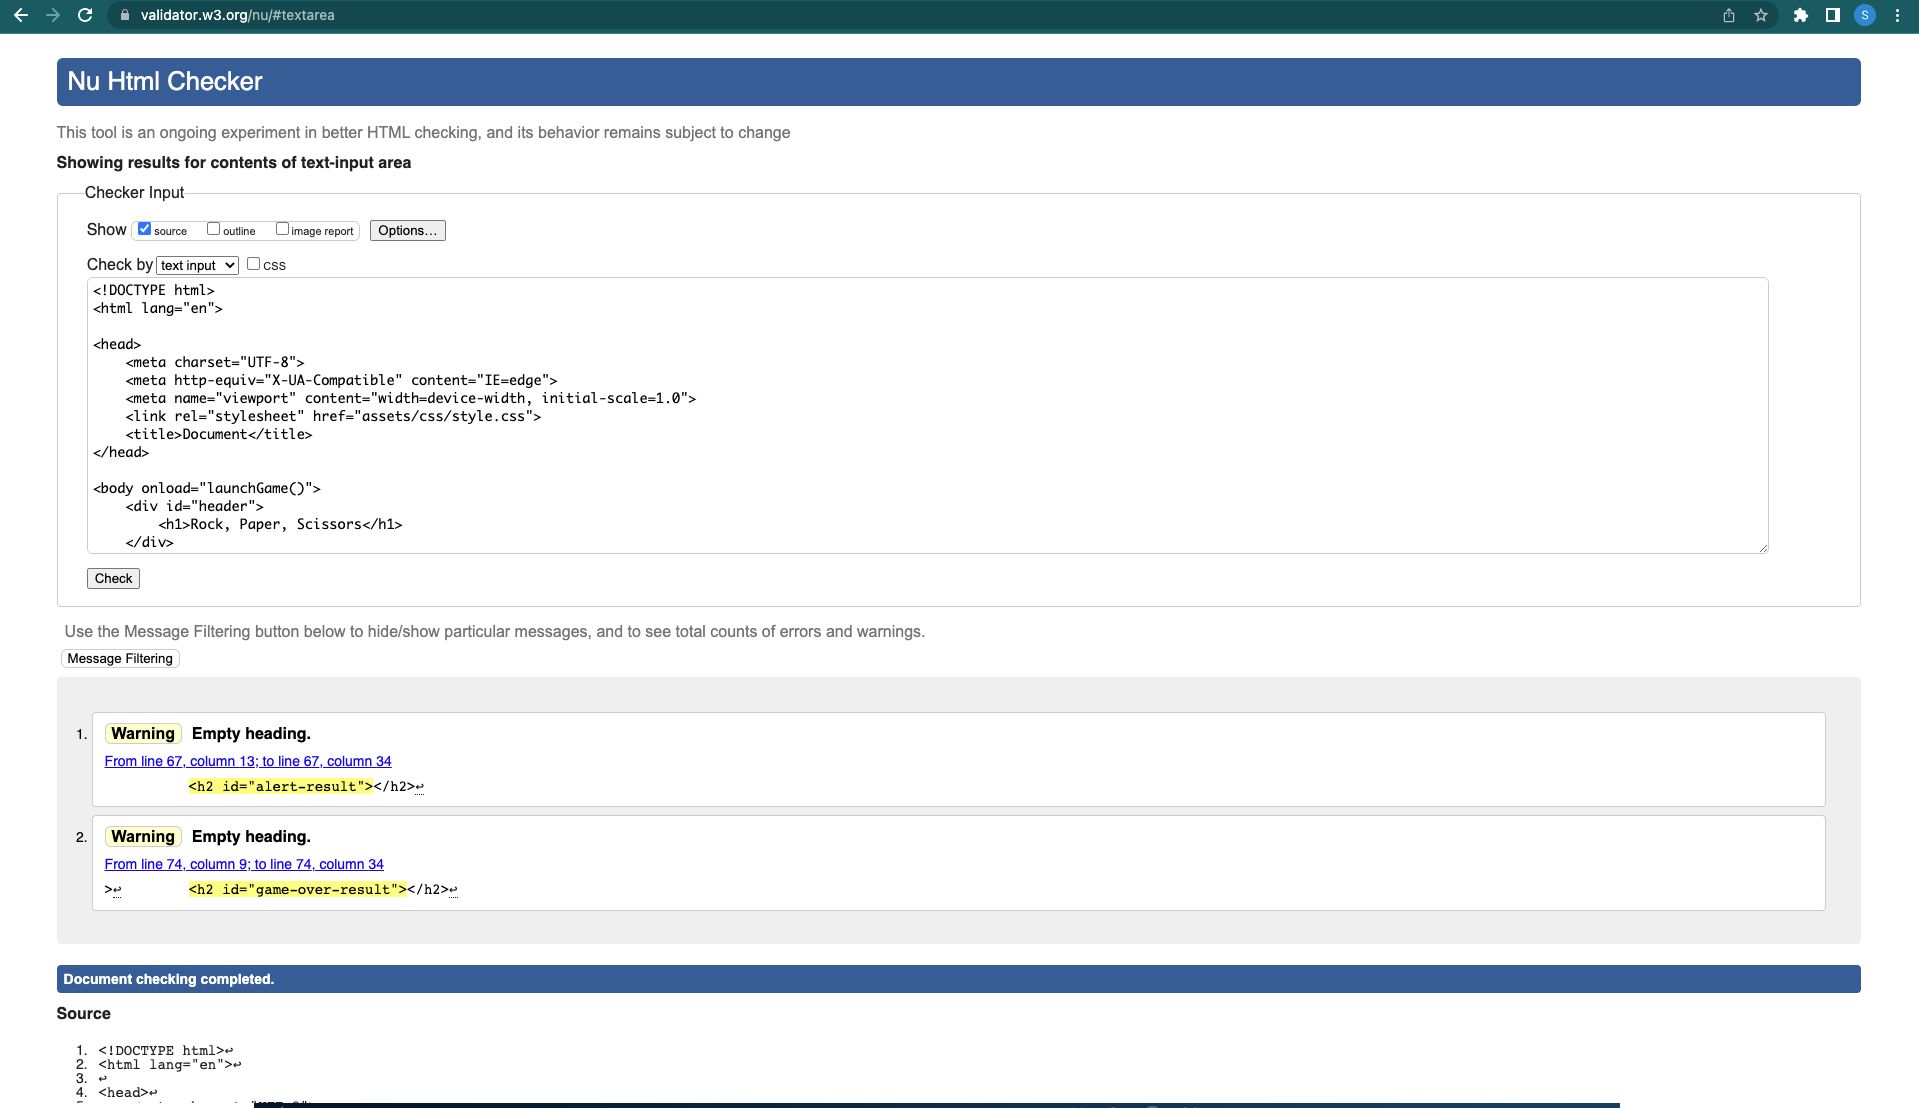 validator.w3.org/nu/#textarea
S
Nu Html Checker
This tool is an ongoing experiment in better HTML checking, and its behavior remains subject to change
Showing results for contents of text-input area
Checker Input
Show source outline image report Options...
Check by text input CSS
<!DOCTYPE html>
<html lang="en">
<head>
<meta charset="UTF-8">
<meta http-equiv="X-UA-Compatible" content="IE=edge">
<meta name="viewport" content="width=device-width, initial-scale=1.0">
<link rel="stylesheet" href="assets/css/style.css">
<title>Document</title>
</head>
<body onload="launchGame()">
<div id="header">
<h1>Rock, Paper, Scissors</h1>
</div>
Check
Use the Message Filtering button below to hide/show particular messages, and to see total counts of errors and warnings.
Message Filtering
1. Warning Empty heading.
From line 67, column 13; to line 67, column 34
<h2 id="alert-result"></h2>↩
2. Warning Empty heading.
From line 74, column 9; to line 74, column 34
>↩ <h2 id="game-over-result"></h2>↩
Document checking completed.
Source
1. <!DOCTYPE html>↩
2. <html lang="en">↩
3. ↩
4. <head>↩